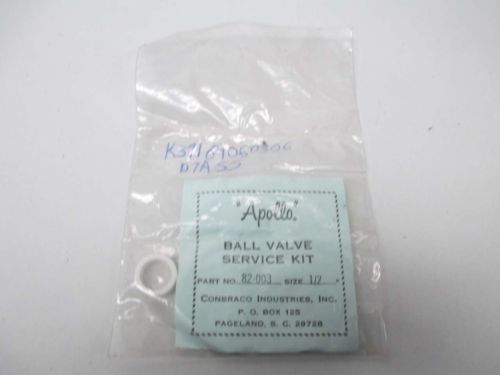 "Apollo"
BALL VALVE
SERVICE KIT
PART NO. 82-003 SIZE 1/2 "
CONBRACO INDUSTRIES, INC.
P. O. BOX 125
PAGELAND, S. C. 29728